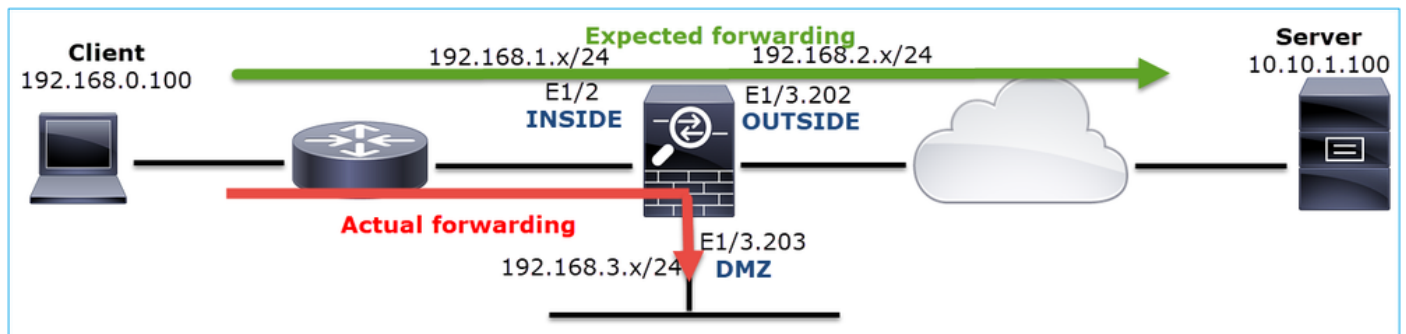 Expected forwarding
Client
192.168.0.100
192.168.1.x/24
192.168.2.x/24
Server
10.10.1.100
E1/2
INSIDE
E1/3.202
OUTSIDE
Actual forwarding
E1/3.203
DMZ
192.168.3.x/24